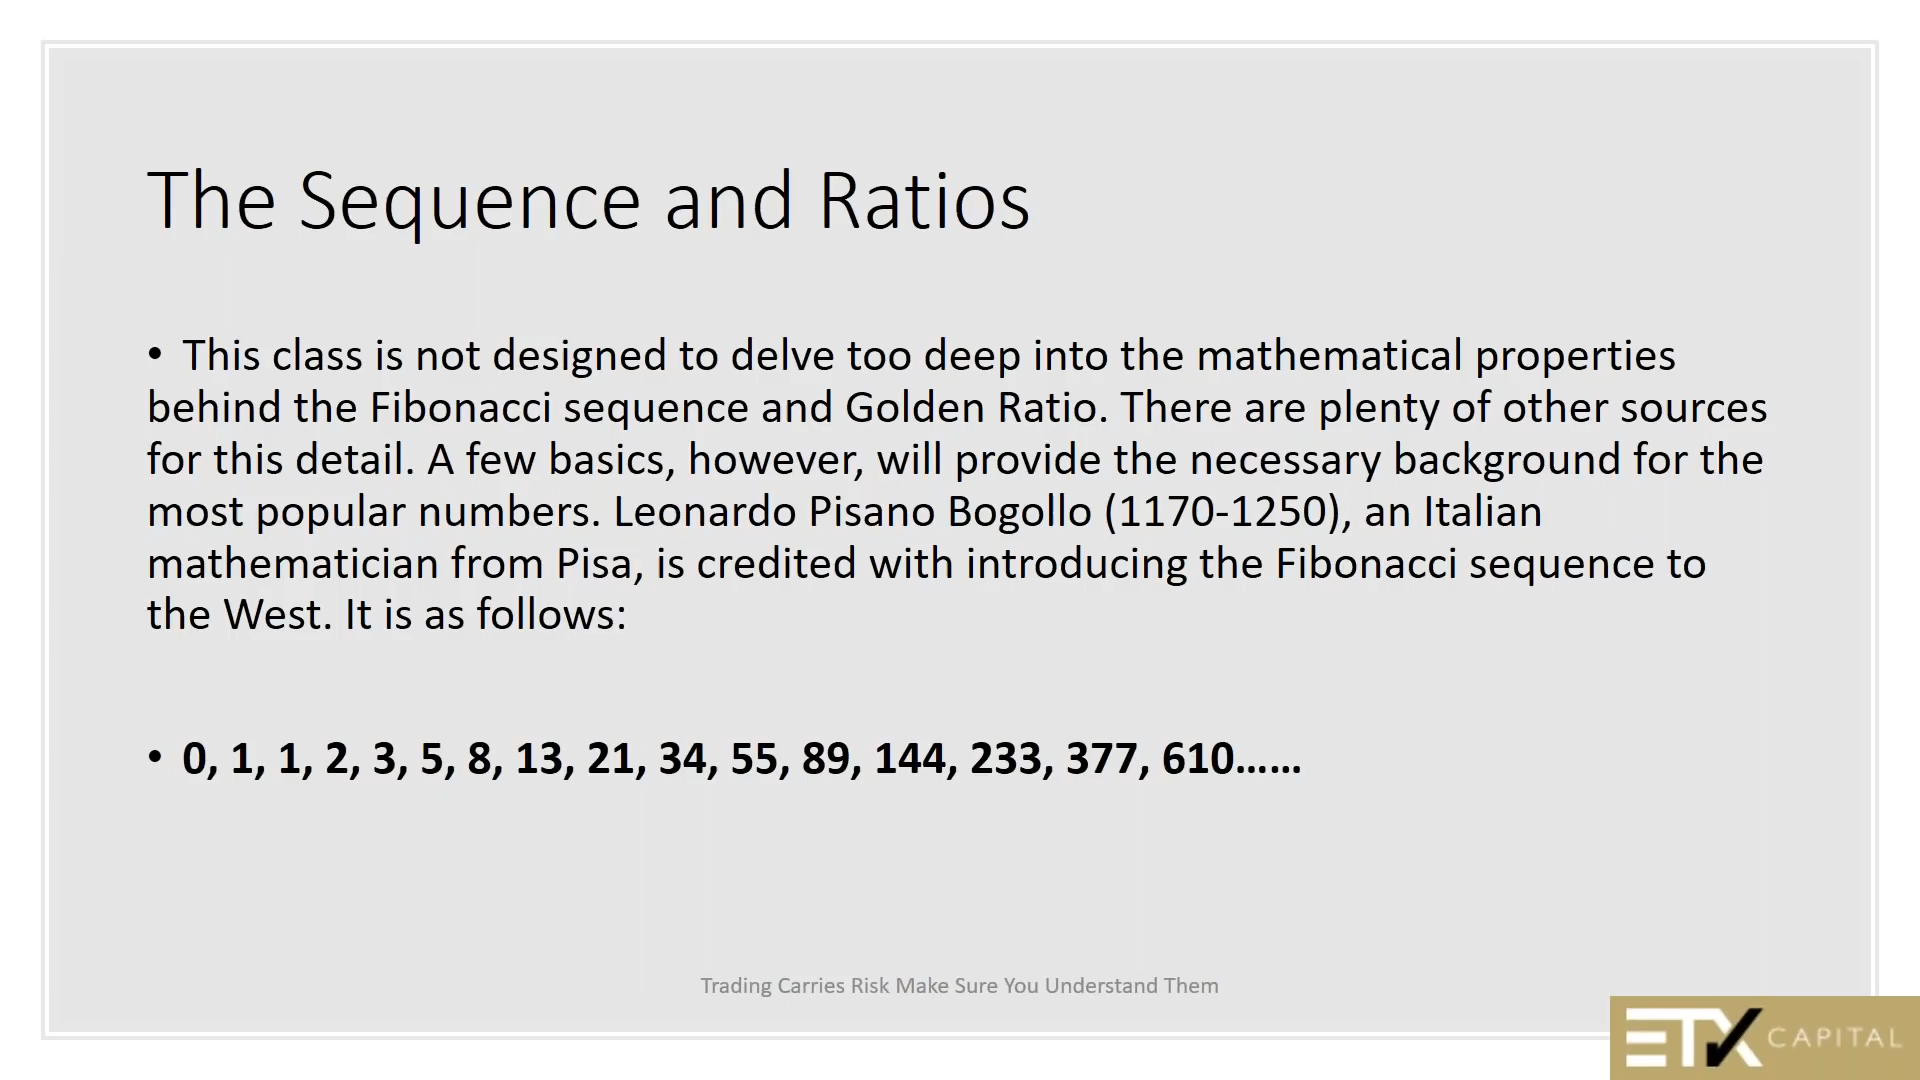 The Sequence and Ratios
• This class is not designed to delve too deep into the mathematical properties
behind the Fibonacci sequence and Golden Ratio. There are plenty of other sources
for this detail. A few basics, however, will provide the necessary background for the
most popular numbers. Leonardo Pisano Bogollo (1170-1250), an Italian
mathematician from Pisa, is credited with introducing the Fibonacci sequence to
the West. It is as follows:
• 0, 1, 1, 2, 3, 5, 8, 13, 21, 34, 55, 89, 144, 233, 377, 610……
Trading Carries Risk Make Sure You Understand Them
ETX CAPITAL